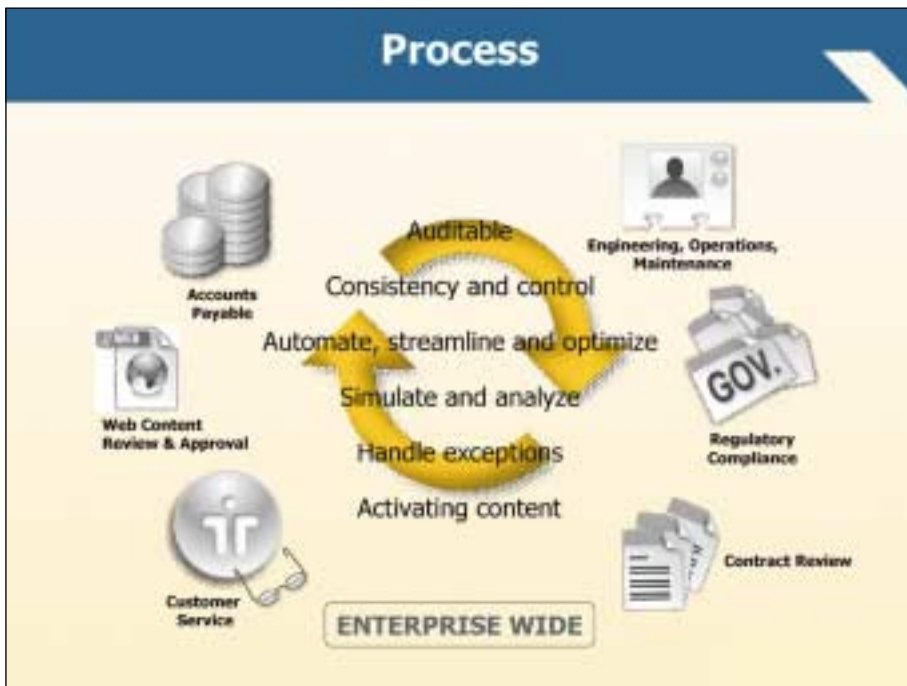 Process
Auditable
Consistency and control
Automate, streamline and optimize
Simulate and analyze
Handle exceptions
Activating content
Accounts
Payable
Web Content
Review & Approval
Customer
Service
Engineering, Operations,
Maintenance
GOV.
Regulatory
Compliance
Contract Review
ENTERPRISE WIDE